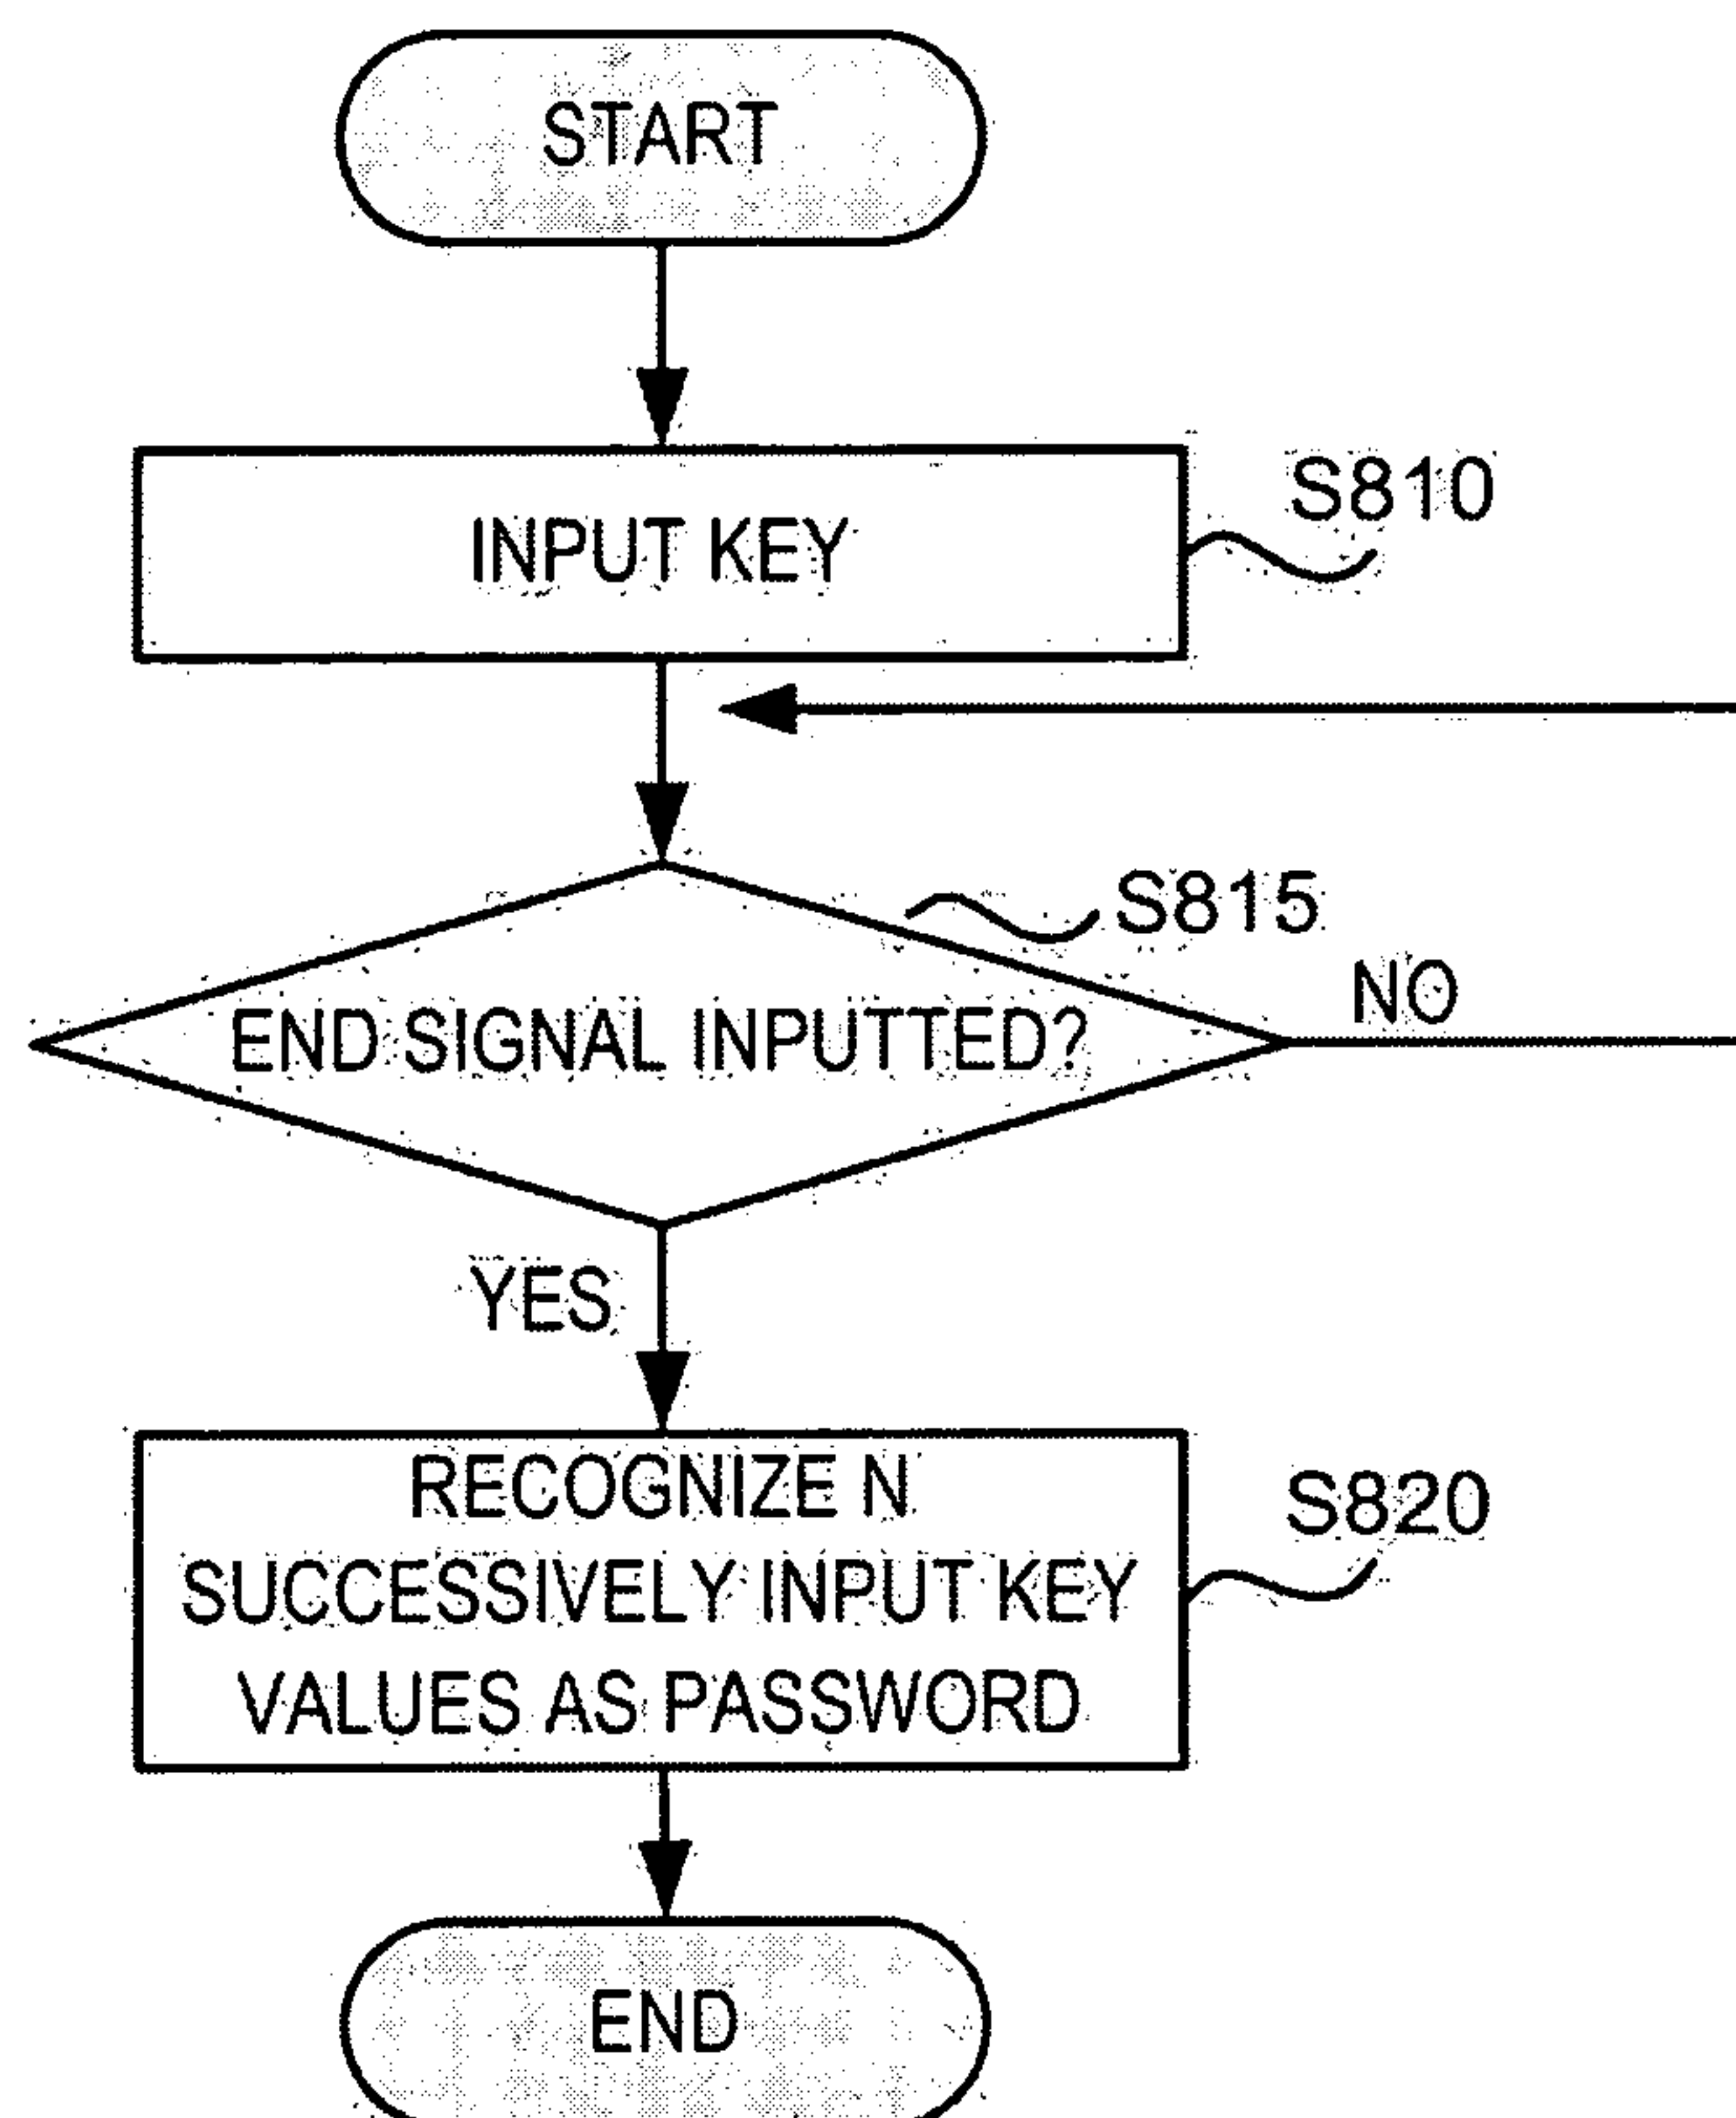 START
INPUT KEY
S810
S815
END SIGNAL INPUTTED?
NO
YES
RECOGNIZE N
SUCCESSIVELY INPUT KEY
VALUES AS PASSWORD
S820
END